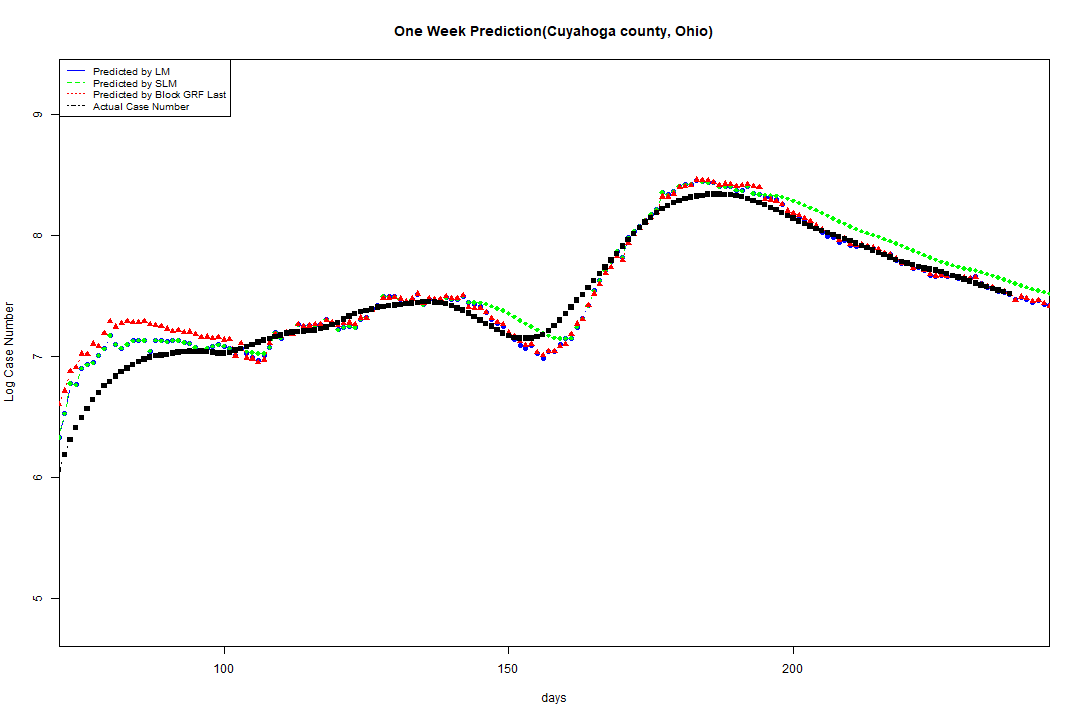 One Week Prediction(Cuyahoga county, Ohio)
Predicted by LM
Predicted by SLM
Predicted by Block GRF Last
Actual Case Number
9
8
7
6
5
Log Case Number
100
150
200
days